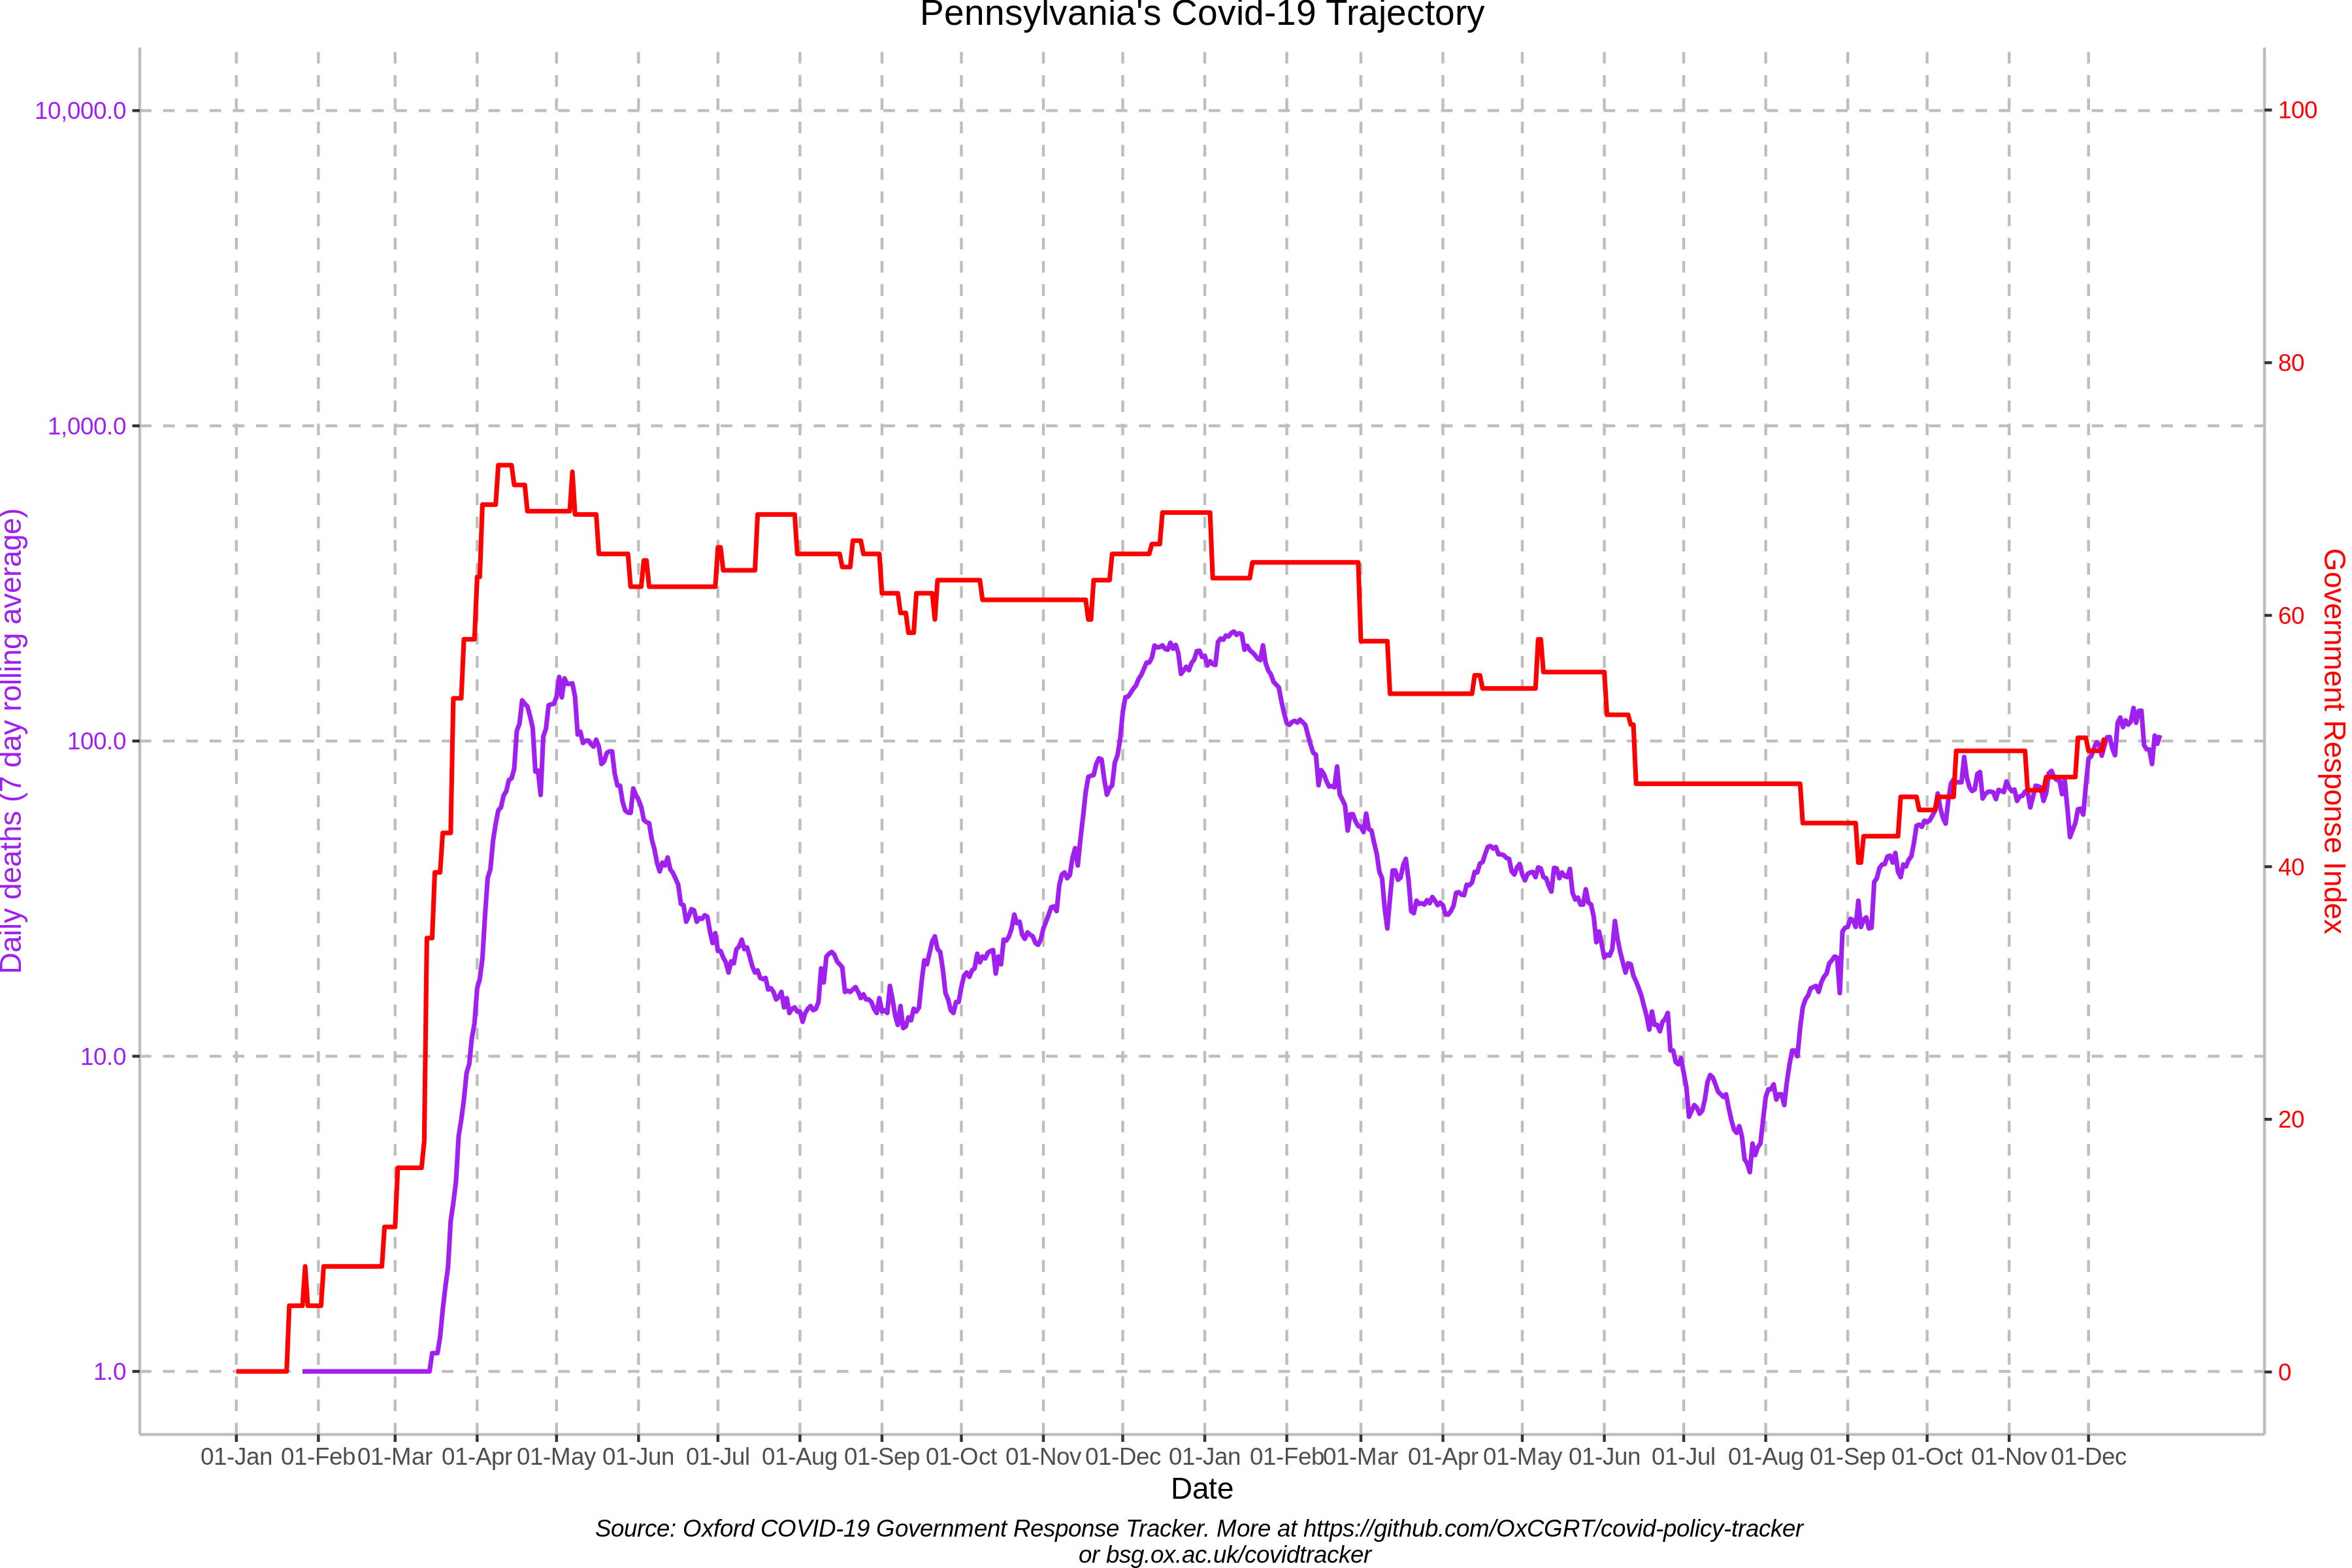 Pennsylvania's Covid-19 Trajectory
10,000.0
1,000.0
100.0
10.0
1.0
Daily deaths (7 day rolling average)
100
80
60
40
20
0
Government Response Index
01-Jan 01-Feb 01-Mar 01-Apr 01-May 01-Jun 01-Jul 01-Aug 01-Sep 01-Oct 01-Nov 01-Dec 01-Jan 01-Feb 01-Mar 01-Apr 01-May 01-Jun 01-Jul 01-Aug 01-Sep 01-Oct 01-Nov 01-Dec
Date
Source: Oxford COVID-19 Government Response Tracker. More at https://github.com/OxCGRT/covid-policy-tracker
or bsg.ox.ac.uk/covidtracker